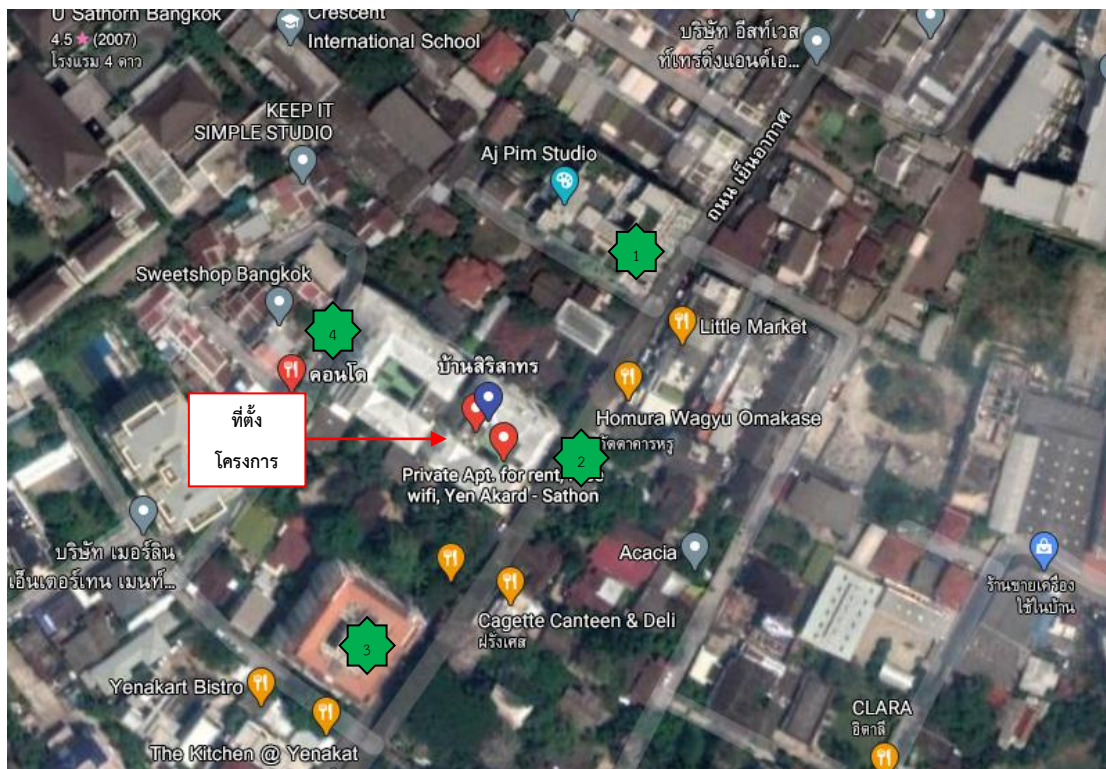 U Sathorn Bangkok
4.5 ★ (2007)
โรงแรม 4 ดาว
Crescent
International School
บริษัท อีสท์เวส
ท์เทรดดิ้งแอนด์เอ...
KEEP IT
SIMPLE STUDIO
Aj Pim Studio
ถนน เย็นอากาศ
1
Sweetshop Bangkok
4
Little Market
บ้านสิริสาทร
คอนโด
Homura Wagyu Omakase
ที่ตั้ง
โครงการ
2
Private Apt. for rent,
wifi, Yen Akard - Sathon
บริษัท เมอร์ลิน
เอ็นเตอร์เทน เมนท์...
Acacia
ร้านขายเครื่อง
ใช้ในบ้าน
Cagette Canteen & Deli
ฝรั่งเศส
3
Yenakart Bistro
CLARA
อิตาลี
The Kitchen @ Yenakat